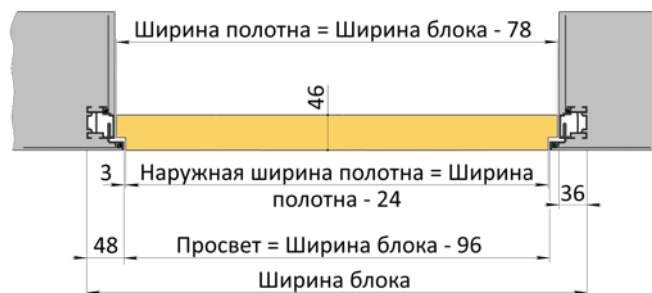 Ширина полотна = Ширина блока - 78
46
3
Наружная ширина полотна = Ширина
полотна - 24
36
48
Просвет = Ширина блока - 96
Ширина блока